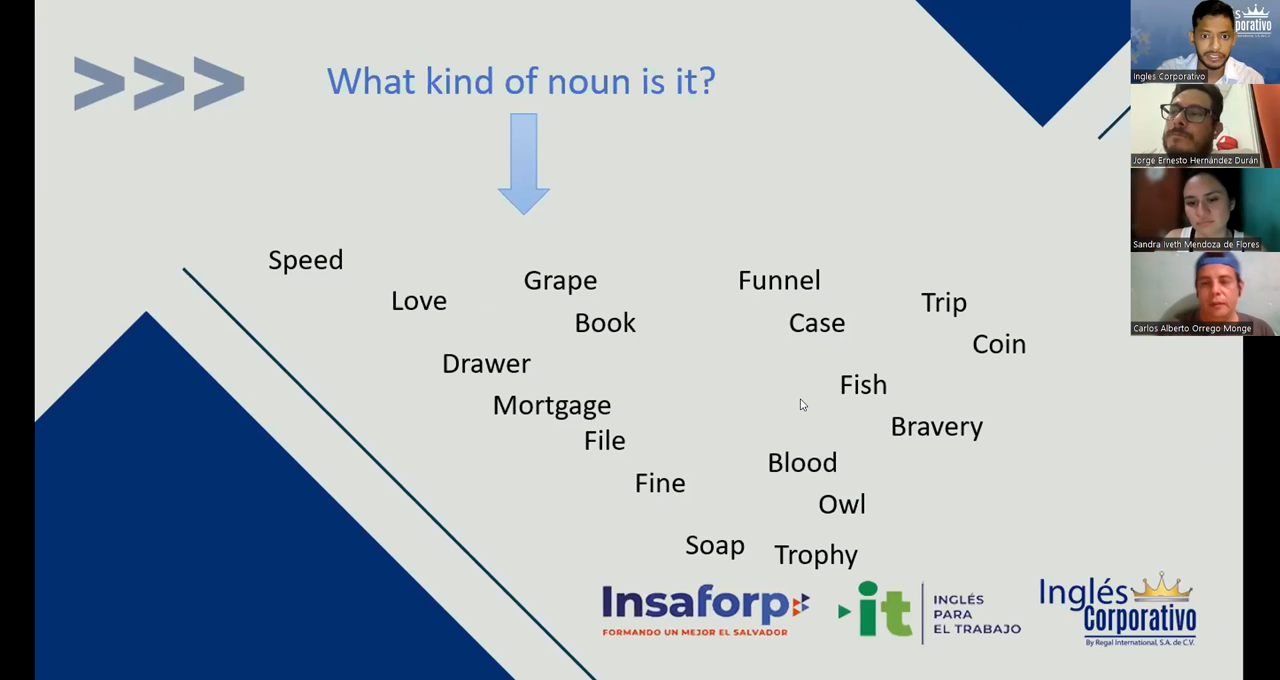 >>>
What kind of noun is it?
Speed
Love
Drawer
Mortgage
Grape
Book
File
Fine
Soap
Funnel
Case
Fish
Bravery
Blood
Owl
Trophy
Trip
Coin
Insaforp
FORMANDO UN MEJOR EL SALVADOR
it
INGLÉS
PARA
EL TRABAJO
Inglés
Corporativo
By Regal International, S.A. de C.V.
S
porativo
Ingles Corporativo
Jorge Ernesto Hernández Durán
Sandra Iveth Mendoza de Flores
Carlos Alberto Orrego Monge